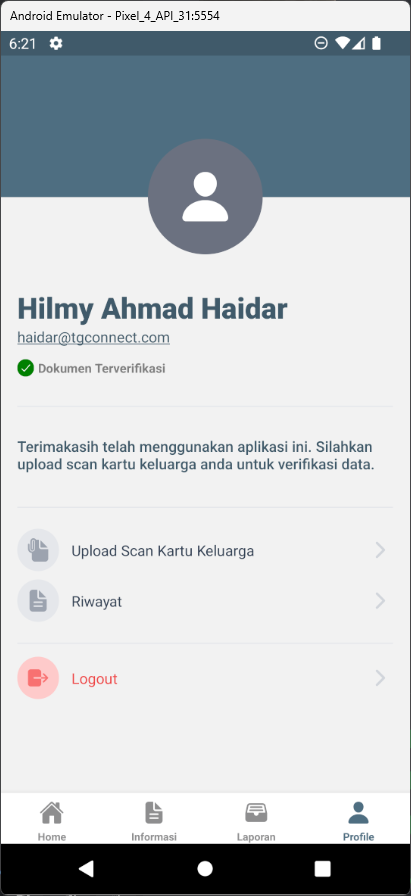 Android Emulator - Pixel_4_API_31:5554
6:21
Hilmy Ahmad Haidar
haidar@tgconnect.com
Dokumen Terverifikasi
Terimakasih telah menggunakan aplikasi ini. Silahkan
upload scan kartu keluarga anda untuk verifikasi data.
Upload Scan Kartu Keluarga
Riwayat
Logout
Home Informasi Laporan Profile